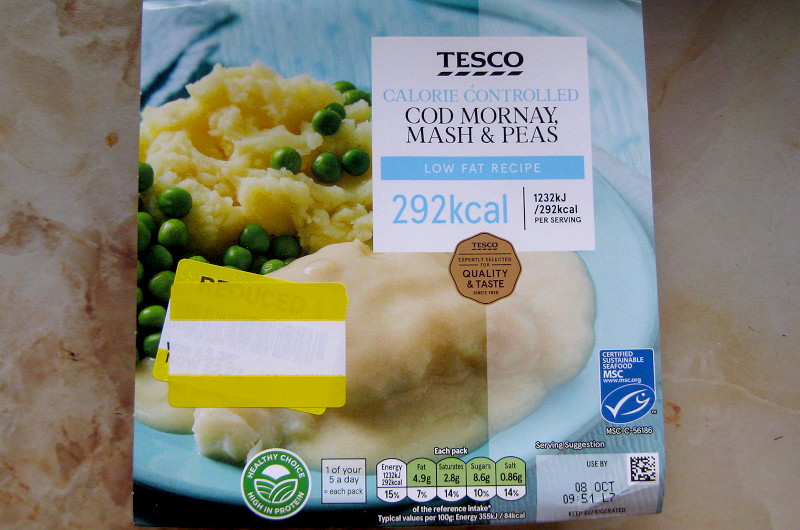 TESCO
CALORIE CONTROLLED
COD MORNAY,
MASH & PEAS
LOW FAT RECIPE
292kcal
1232kJ
/292kcal
PER SERVING
TESCO
EXPERTLY SELECTED
FOR
QUALITY
& TASTE
SINCE 1919
REDUCED
CERTIFIED
SUSTAINABLE
SEAFOOD
MSC
www.msc.org
MSC-C-56186
Serving Suggestion
HEALTHY CHOICE
HIGH IN PROTEIN
1 of your
5 a day
= each pack
Each pack
Energy
1232kJ
292kcal
15%
Fat
4.9g
7%
Saturates
2.8g
14%
Sugars
8.6g
10%
Salt
0.86g
14%
of the reference intake*
Typical values per 100g: Energy 355kJ / 84kcal
USE BY
08 OCT
09:51 L7
KEEP REFRIGERATED